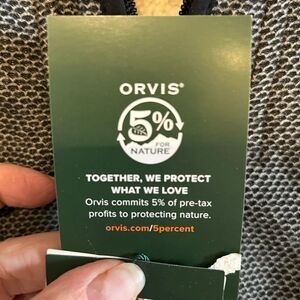 ORVIS®
5%
FOR
NATURE
TOGETHER, WE PROTECT
WHAT WE LOVE
Orvis commits 5% of pre-tax
profits to protecting nature.
orvis.com/5percent